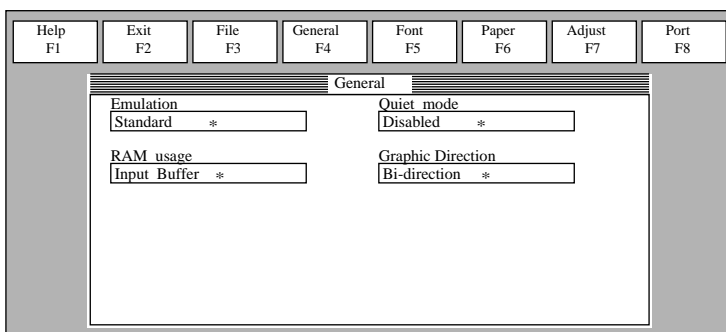 Help Exit File General Font Paper Adjust Port
F1 F2 F3 F4 F5 F6 F7 F8
General
Emulation Quiet mode
Standard * Disabled *
RAM usage Graphic Direction
Input Buffer * Bi-direction *